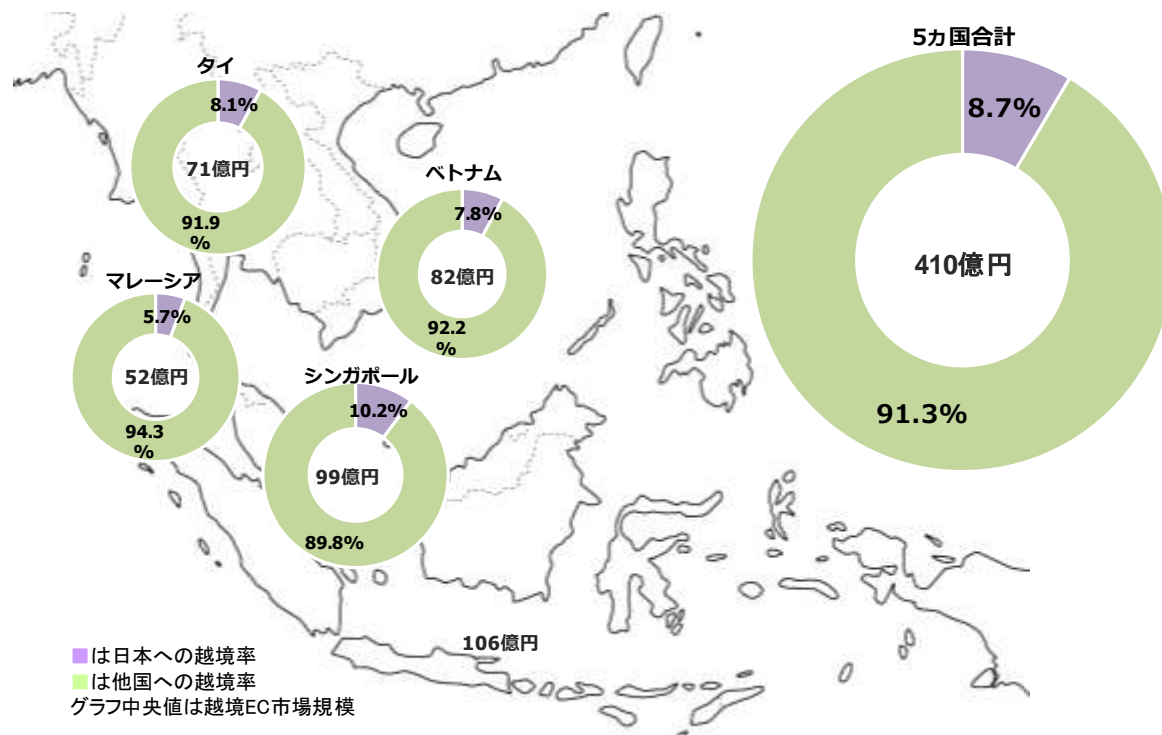 5ヵ国合計
8.7%
410億円
91.3%
タイ
8.1%
71億円
91.9
%
ベトナム
7.8%
82億円
92.2
%
マレーシア
5.7%
52億円
94.3
%
シンガポール
10.2%
99億円
89.8%
106億円
■は日本への越境率
■は他国への越境率
グラフ中央値は越境EC市場規模